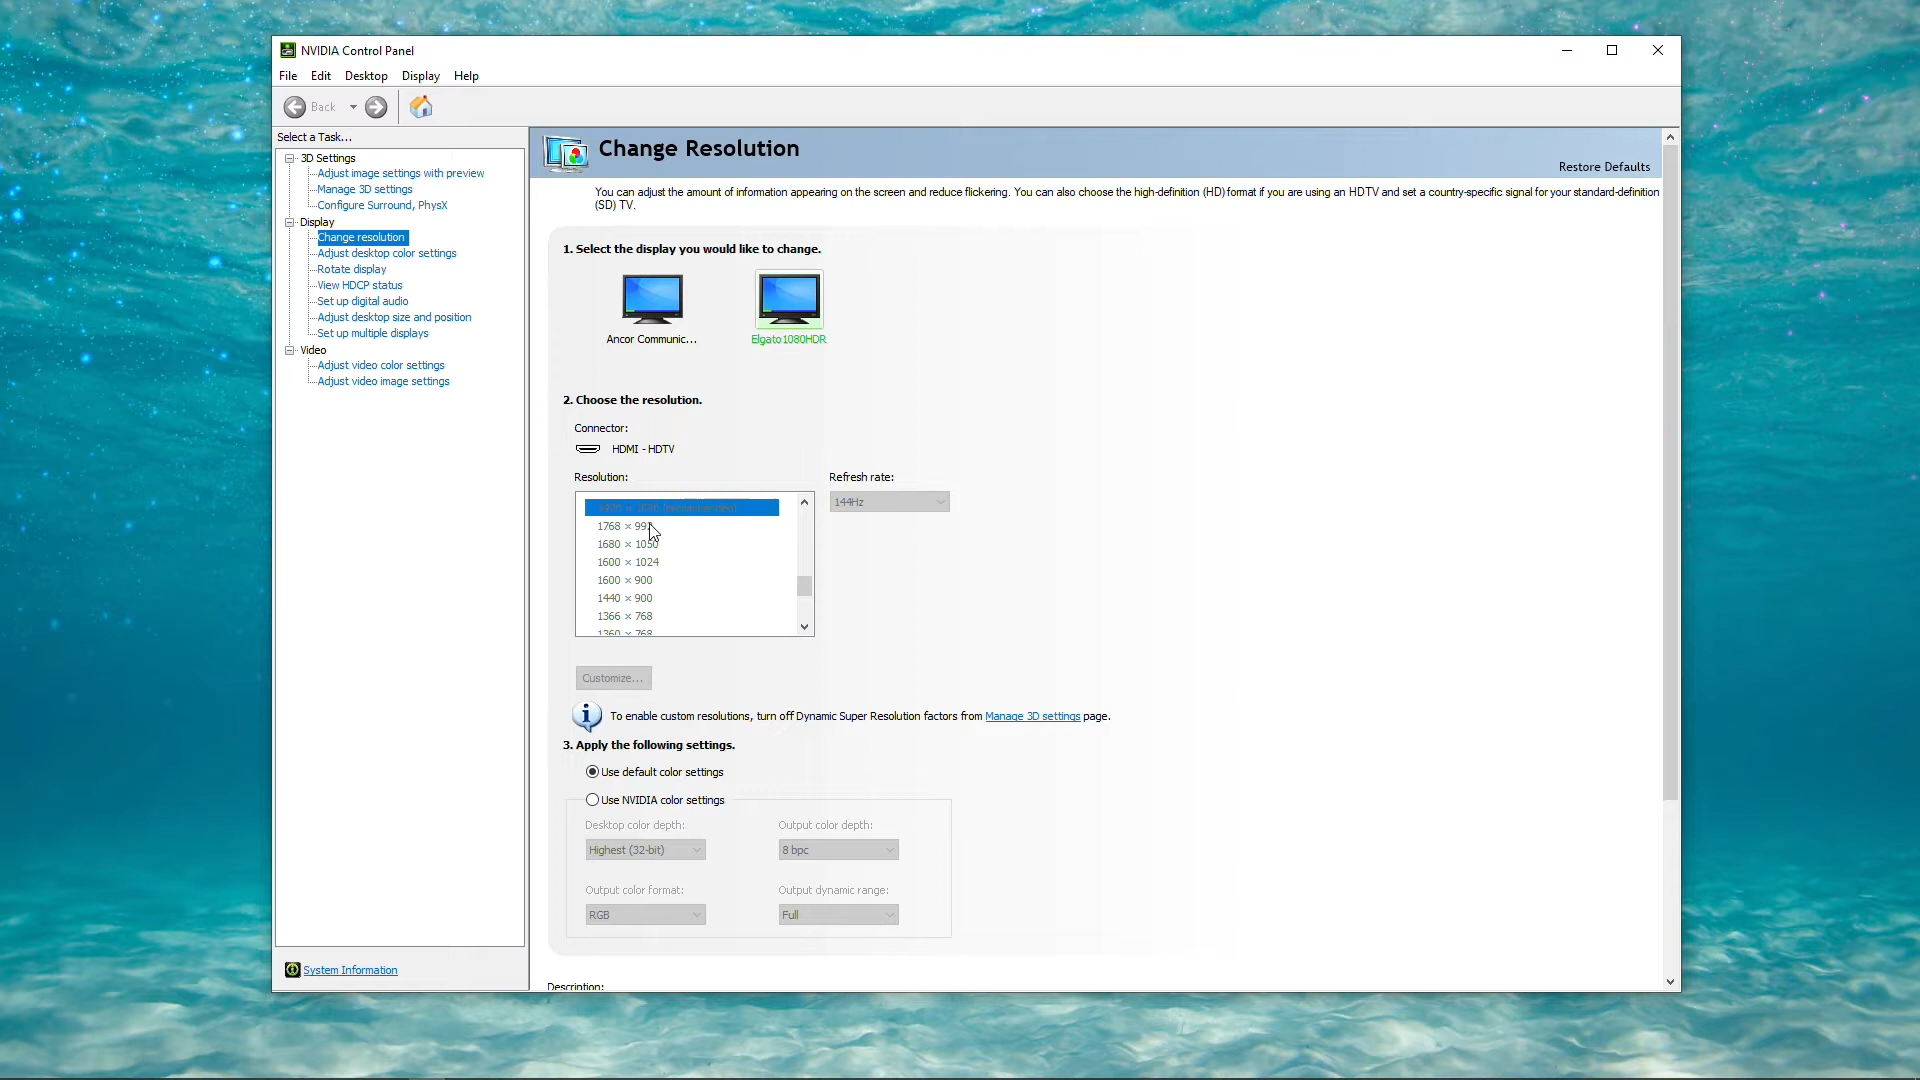 NVIDIA Control Panel
File Edit Desktop Display Help
Back
Select a Task...
3D Settings
Adjust image settings with preview
Manage 3D settings
Configure Surround, PhysX
Display
Change resolution
Adjust desktop color settings
Rotate display
View HDCP status
Set up digital audio
Adjust desktop size and position
Set up multiple displays
Video
Adjust video color settings
Adjust video image settings
System Information
Change Resolution
Restore Defaults
You can adjust the amount of information appearing on the screen and reduce flickering. You can also choose the high-definition (HD) format if you are using an HDTV and set a country-specific signal for your standard-definition
(SD) TV.
1. Select the display you would like to change.
Ancor Communic... Elgato1080HDR
2. Choose the resolution.
Connector:
HDMI - HDTV
Resolution: Refresh rate:
144Hz
1768 × 992
1680 × 1050
1600 × 1024
1600 × 900
1440 × 900
1366 × 768
1360 × 768
Customize...
To enable custom resolutions, turn off Dynamic Super Resolution factors from Manage 3D settings page.
3. Apply the following settings.
Use default color settings
Use NVIDIA color settings
Desktop color depth: Output color depth:
Highest (32-bit) 8 bpc
Output color format: Output dynamic range:
RGB Full
Description: